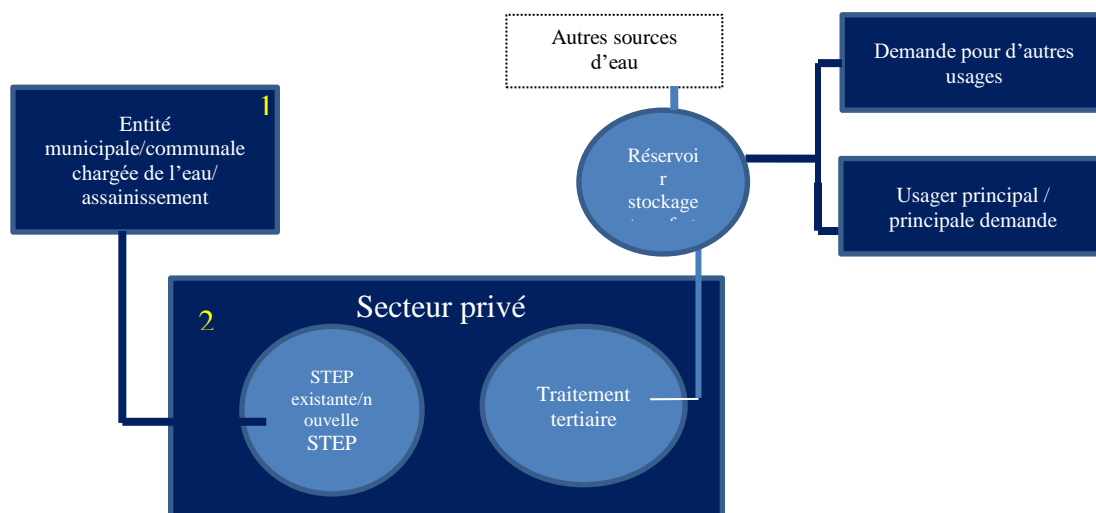 Autres sources
d'eau
Demande pour d'autres
usages
1
Entité
municipale/communale
chargée de l'eau/
assainissement
Réservoi
r
stockage
Usager principal /
principale demande
Secteur privé
2
STEP
existante/n
ouvelle
STEP
Traitement
tertiaire